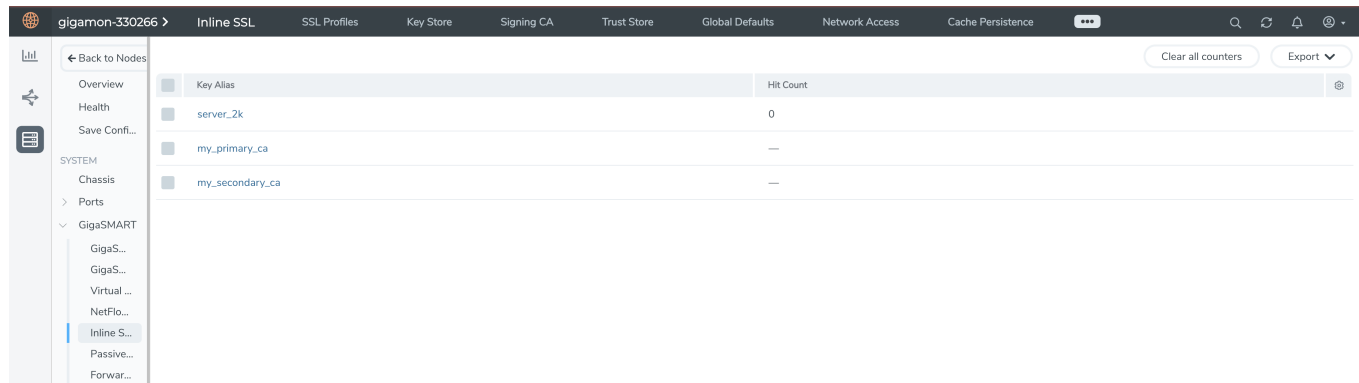 gigamon-330266 > Inline SSL SSL Profiles Key Store Signing CA Trust Store Global Defaults Network Access Cache Persistence
← Back to Nodes
Clear all counters Export
Overview
Health
Save Confi...
SYSTEM
Chassis
Ports
GigaSMART
GigaS...
GigaS...
Virtual ...
NetFlo...
Inline S...
Passive...
Forwar...
Key Alias Hit Count
server_2k 0
my_primary_ca —
my_secondary_ca —